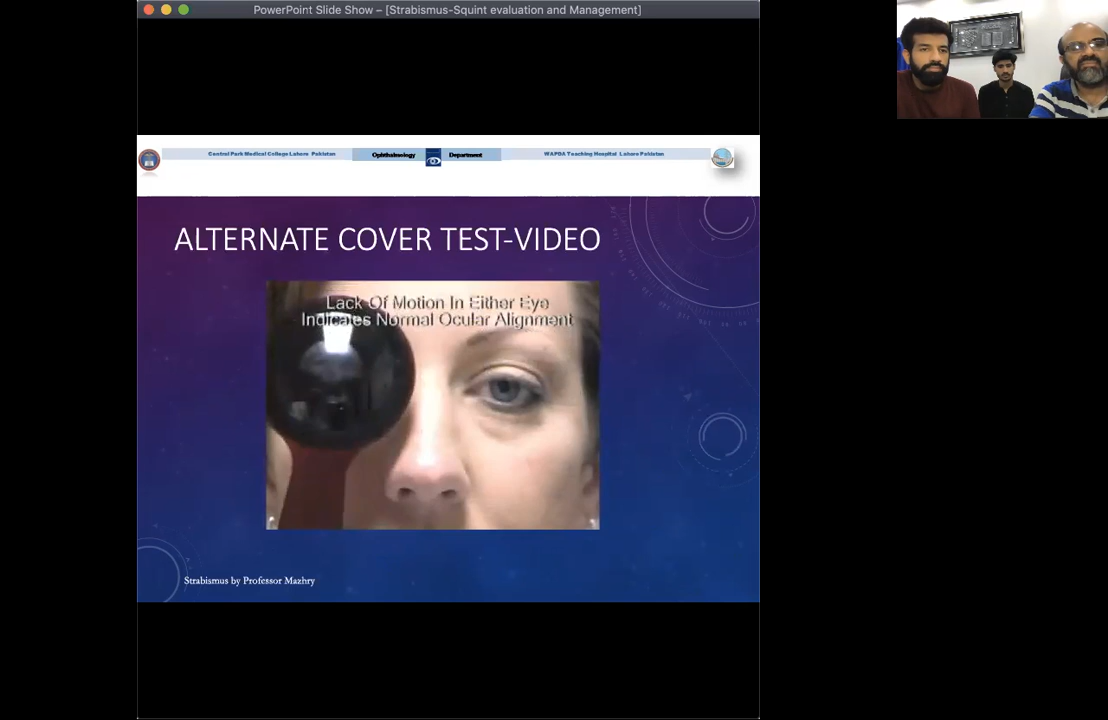 PowerPoint Slide Show – [Strabismus-Squint evaluation and Management]
Central Park Medical College Lahore Pakistan
Ophthalmology Department
WAPDA Teaching Hospital Lahore Pakistan
ALTERNATE COVER TEST-VIDEO
Lack Of Motion In Either Eye
Indicates Normal Ocular Alignment
Strabismus by Professor Mazhry